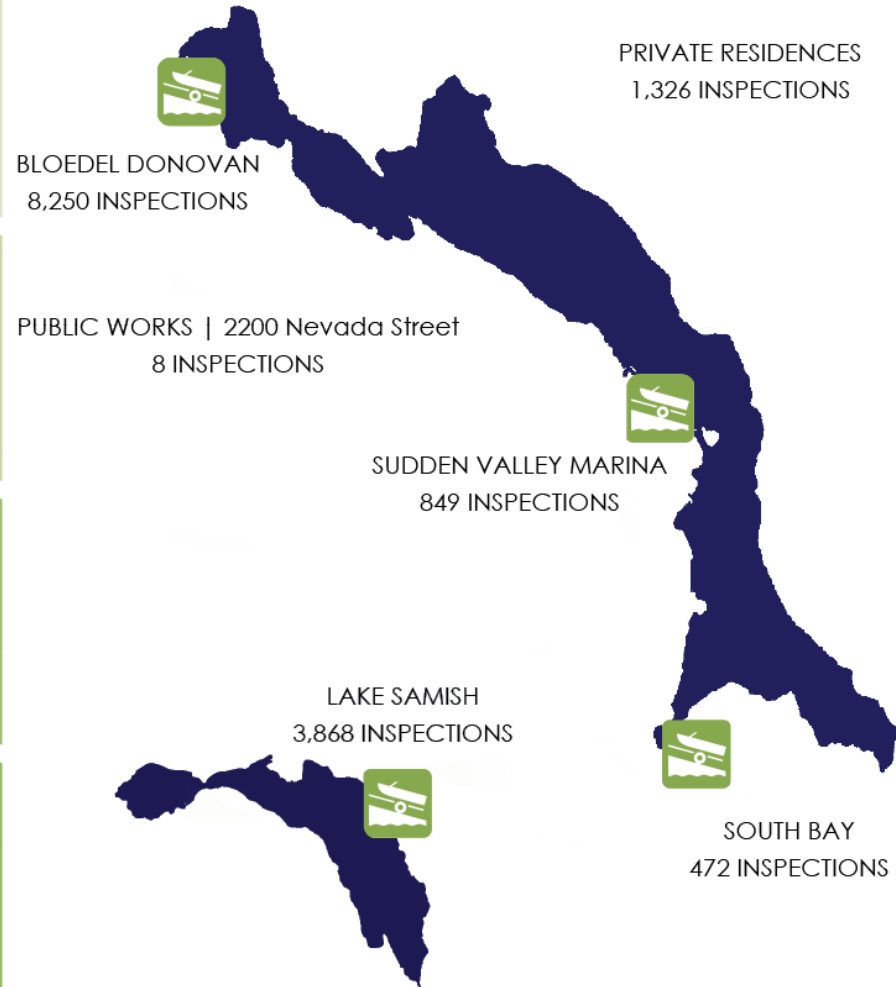 PRIVATE RESIDENCES
1,326 INSPECTIONS
BLOEDEL DONOVAN
8,250 INSPECTIONS
PUBLIC WORKS | 2200 Nevada Street
8 INSPECTIONS
SUDDEN VALLEY MARINA
849 INSPECTIONS
LAKE SAMISH
3,868 INSPECTIONS
SOUTH BAY
472 INSPECTIONS